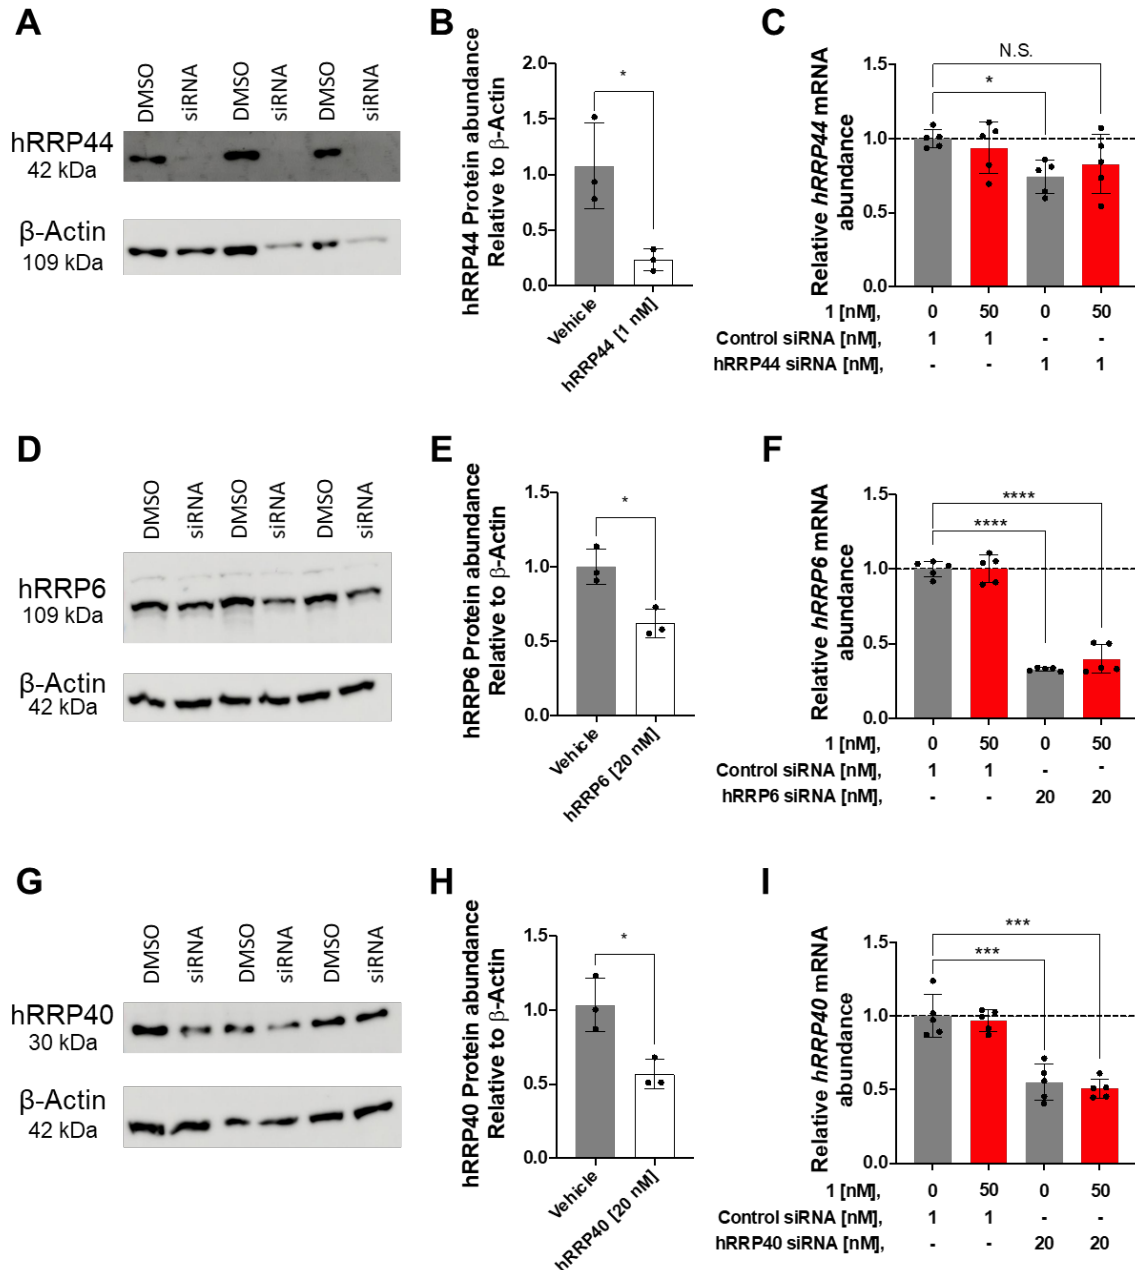 A
DMSO
siRNA
DMSO
siRNA
DMSO
siRNA
hRRP44
42 kDa
β-Actin
109 kDa
B
hRRP44 Protein abundance
Relative to β-Actin
2.0
1.5
1.0
0.5
0.0
*
Vehicle
hRRP44 [1 nM]
C
Relative hRRP44 mRNA
abundance
1.5
1.0
0.5
0.0
N.S.
*
1 [nM], 0 50 0 50
Control siRNA [nM], 1 1 - -
hRRP44 siRNA [nM], - - 1 1
D
DMSO
siRNA
DMSO
siRNA
DMSO
siRNA
hRRP6
109 kDa
β-Actin
42 kDa
E
hRRP6 Protein abundance
Relative to β-Actin
1.5
1.0
0.5
0.0
*
Vehicle
hRRP6 [20 nM]
F
Relative hRRP6 mRNA
abundance
1.5
1.0
0.5
0.0
****
****
1 [nM], 0 50 0 50
Control siRNA [nM], 1 1 - -
hRRP6 siRNA [nM], - - 20 20
G
DMSO
siRNA
DMSO
siRNA
DMSO
siRNA
hRRP40
30 kDa
β-Actin
42 kDa
H
hRRP40 Protein abundance
Relative to β-Actin
1.5
1.0
0.5
0.0
*
Vehicle
hRRP40 [20 nM]
I
Relative hRRP40 mRNA
abundance
1.5
1.0
0.5
0.0
***
***
1 [nM], 0 50 0 50
Control siRNA [nM], 1 1 - -
hRRP40 siRNA [nM], - - 20 20